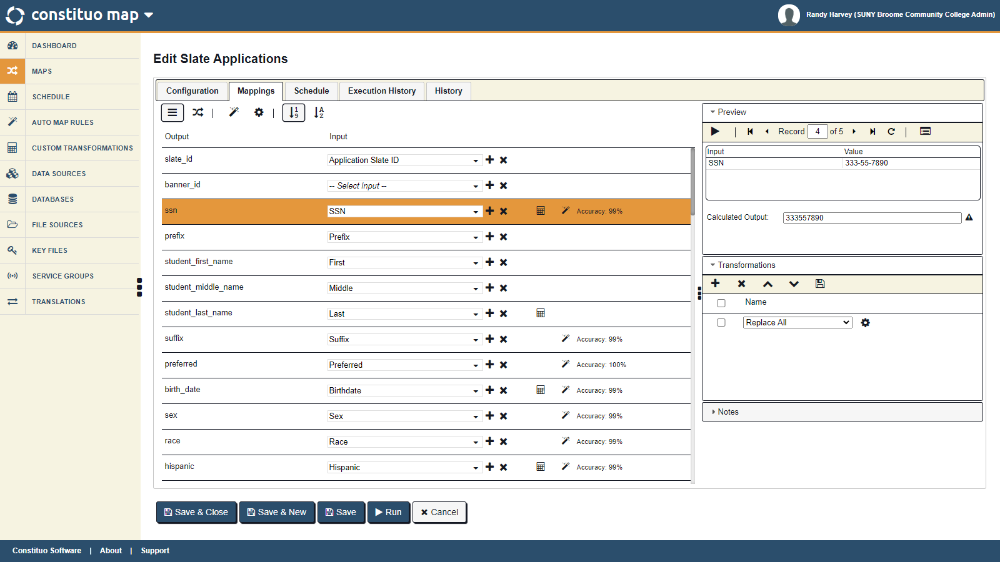 constituo map
Randy Harvey (SUNY Broome Community College Admin)
DASHBOARD
MAPS
SCHEDULE
AUTO MAP RULES
CUSTOM TRANSFORMATIONS
DATA SOURCES
DATABASES
FILE SOURCES
KEY FILES
SERVICE GROUPS
TRANSLATIONS
Edit Slate Applications
Configuration Mappings Schedule Execution History History
Output Input
slate_id Application Slate ID
banner_id -- Select Input --
ssn SSN Accuracy: 99%
prefix Prefix
student_first_name First
student_middle_name Middle
student_last_name Last
suffix Suffix Accuracy: 99%
preferred Preferred Accuracy: 100%
birth_date Birthdate Accuracy: 99%
sex Sex Accuracy: 99%
race Race Accuracy: 99%
hispanic Hispanic Accuracy: 99%
Preview
Record 4 of 5
Input Value
SSN 333-55-7890
Calculated Output: 333557890
Transformations
Name
Replace All
Notes
Save & Close Save & New Save Run Cancel
Constituo Software | About | Support